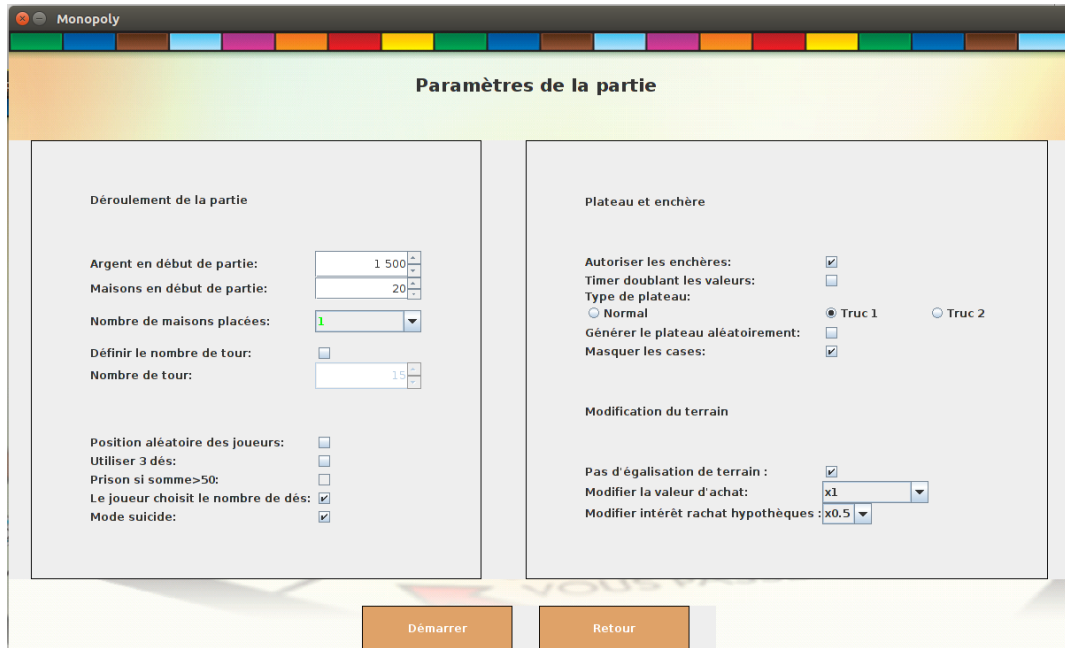 Monopoly
Paramètres de la partie
Déroulement de la partie
Argent en début de partie: 1 500
Maisons en début de partie: 20
Nombre de maisons placées: 1
Définir le nombre de tour:
Nombre de tour: 15
Position aléatoire des joueurs:
Utiliser 3 dés:
Prison si somme>50:
Le joueur choisit le nombre de dés:
Mode suicide:
Plateau et enchère
Autoriser les enchères:
Timer doublant les valeurs:
Type de plateau:
Normal Truc 1 Truc 2
Générer le plateau aléatoirement:
Masquer les cases:
Modification du terrain
Pas d'égalisation de terrain :
Modifier la valeur d'achat: x1
Modifier intérêt rachat hypothèques : x0.5
VOUS PASSE
Démarrer Retour